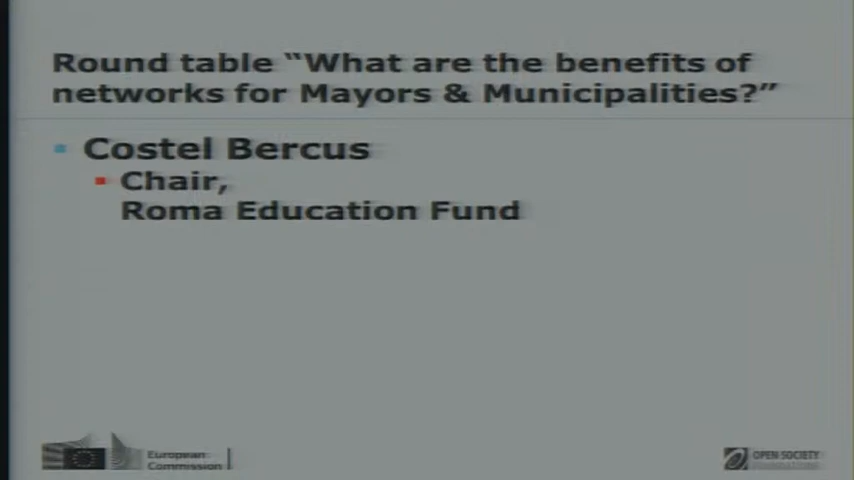 Round table “What are the benefits of
networks for Mayors & Municipalities?”
Costel Bercus
Chair,
Roma Education Fund
European
Commission
OPEN SOCIETY
FOUNDATIONS